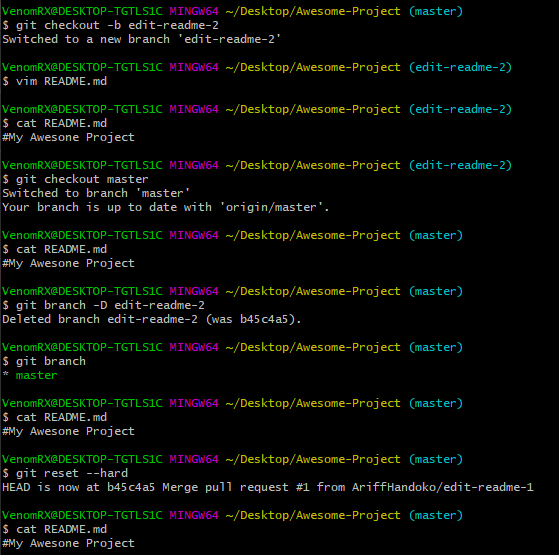 VenomRX@DESKTOP-TGTLS1C MINGW64 ~/Desktop/Awesome-Project (master)
$ git checkout -b edit-readme-2
Switched to a new branch 'edit-readme-2'
VenomRX@DESKTOP-TGTLS1C MINGW64 ~/Desktop/Awesome-Project (edit-readme-2)
$ vim README.md
VenomRX@DESKTOP-TGTLS1C MINGW64 ~/Desktop/Awesome-Project (edit-readme-2)
$ cat README.md
#My Awesone Project
VenomRX@DESKTOP-TGTLS1C MINGW64 ~/Desktop/Awesome-Project (edit-readme-2)
$ git checkout master
Switched to branch 'master'
Your branch is up to date with 'origin/master'.
VenomRX@DESKTOP-TGTLS1C MINGW64 ~/Desktop/Awesome-Project (master)
$ cat README.md
#My Awesone Project
VenomRX@DESKTOP-TGTLS1C MINGW64 ~/Desktop/Awesome-Project (master)
$ git branch -D edit-readme-2
Deleted branch edit-readme-2 (was b45c4a5).
VenomRX@DESKTOP-TGTLS1C MINGW64 ~/Desktop/Awesome-Project (master)
$ git branch
* master
VenomRX@DESKTOP-TGTLS1C MINGW64 ~/Desktop/Awesome-Project (master)
$ cat README.md
#My Awesone Project
VenomRX@DESKTOP-TGTLS1C MINGW64 ~/Desktop/Awesome-Project (master)
$ git reset --hard
HEAD is now at b45c4a5 Merge pull request #1 from AriffHandoko/edit-readme-1
VenomRX@DESKTOP-TGTLS1C MINGW64 ~/Desktop/Awesome-Project (master)
$ cat README.md
#My Awesone Project